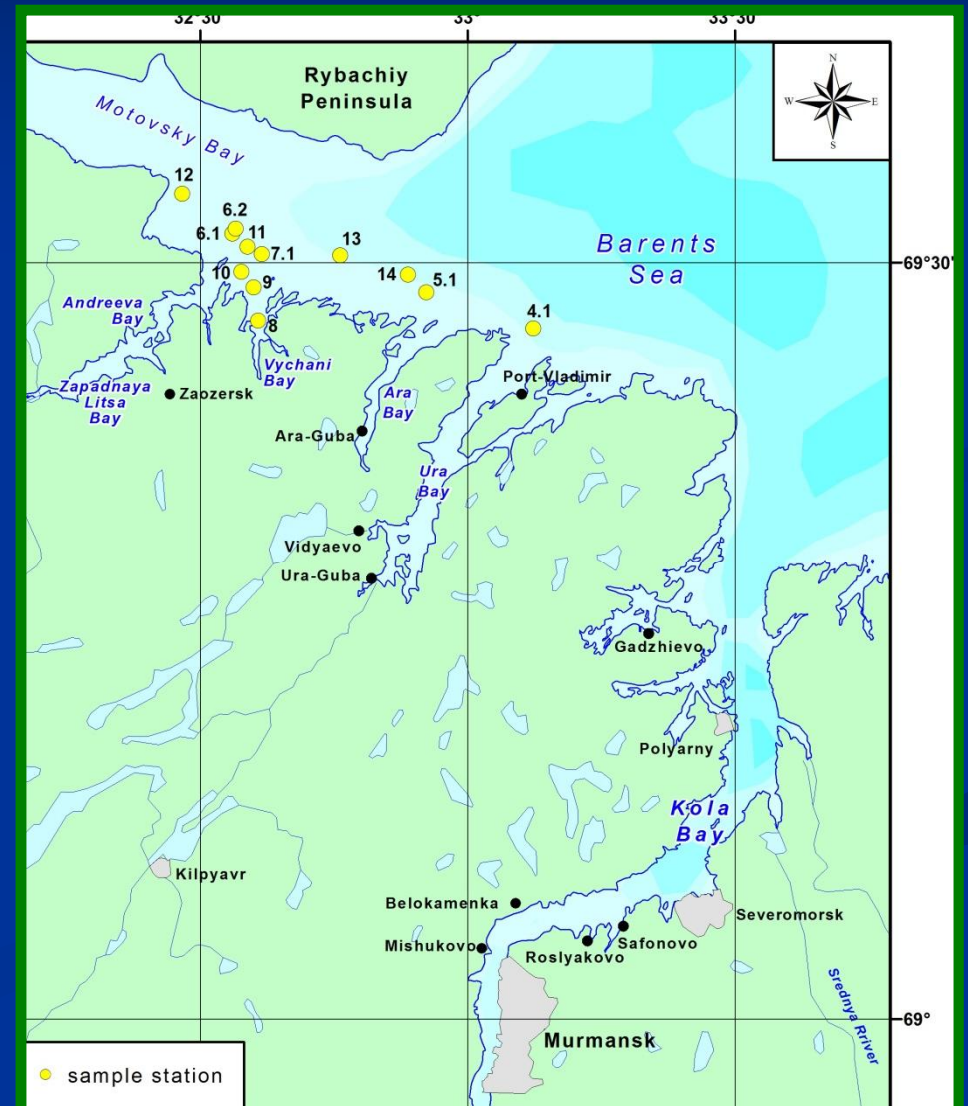 32°30'
33°
33°30'
N
W
E
S
Rybachiy
Peninsula
Motovsky Bay
12
6.2
6.1
11
7.1
13
10
9
14
5.1
8
4.1
Barents
Sea
69°30'
Andreeva
Bay
Zapadnaya
Litsa
Bay
Zaozersk
Vychani
Bay
Ara
Bay
Port-Vladimir
Ara-Guba
Ura
Bay
Vidyaevo
Ura-Guba
Gadzhievo
Polyarny
Kola
Bay
Kilpyavr
Belokamenka
Severomorsk
Mishukovo
Safonovo
Roslyakovo
Srednya Rriver
69°
Murmansk
sample station